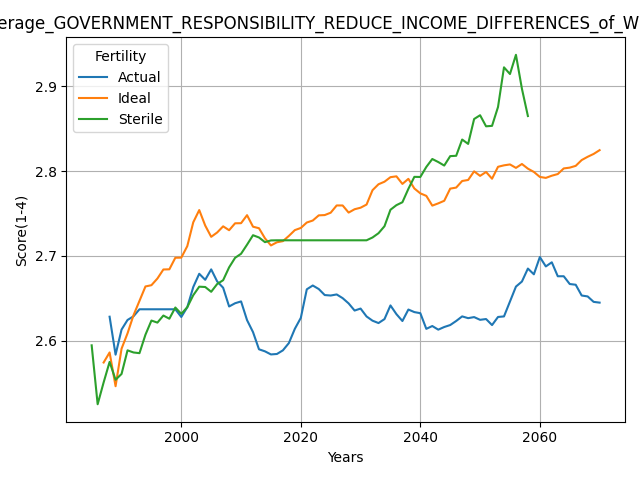 erage_GOVERNMENT_RESPONSIBILITY_REDUCE_INCOME_DIFFERENCES_of_W
Fertility
Actual
Ideal
Sterile
Score(1-4)
2.9
2.8
2.7
2.6
2000 2020 2040 2060
Years